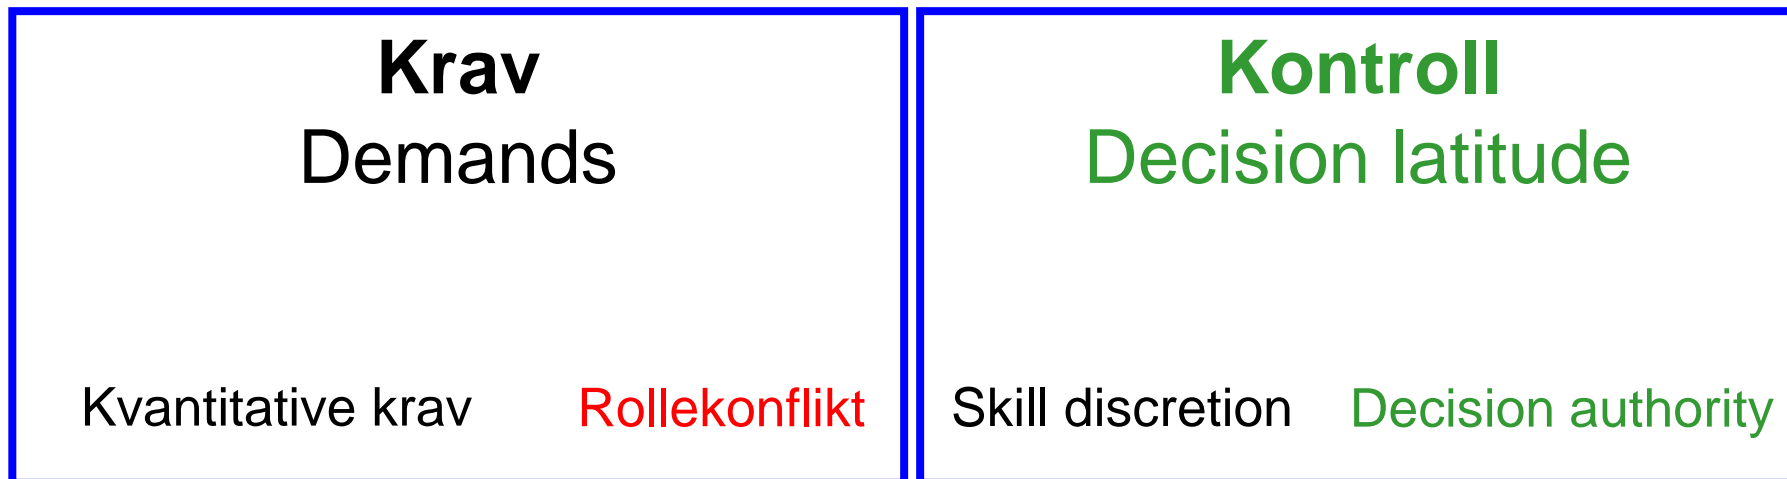 Krav
Demands
Kvantitative krav
Rollekonflikt
Kontroll
Decision latitude
Skill discretion
Decision authority